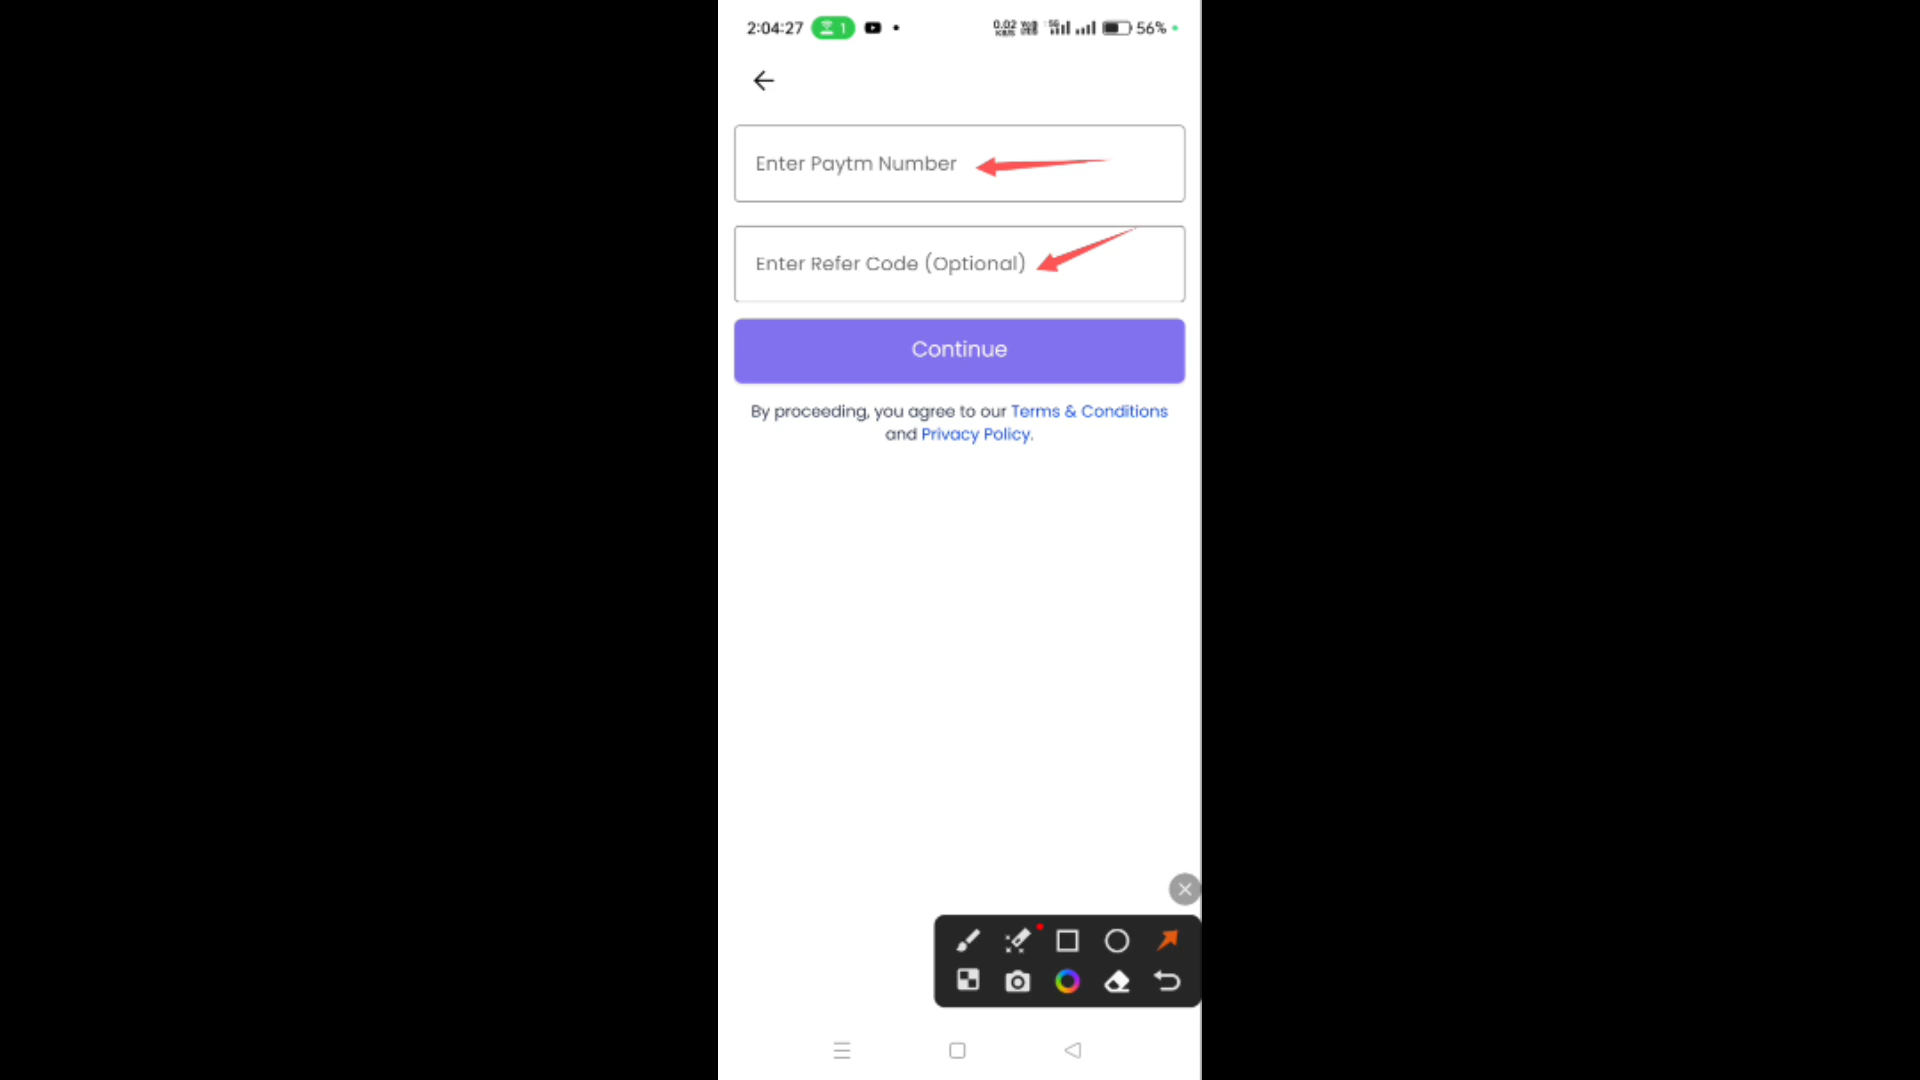 2:04:27 1 56%
Enter Paytm Number
Enter Refer Code (Optional)
Continue
By proceeding, you agree to our Terms & Conditions
and Privacy Policy.